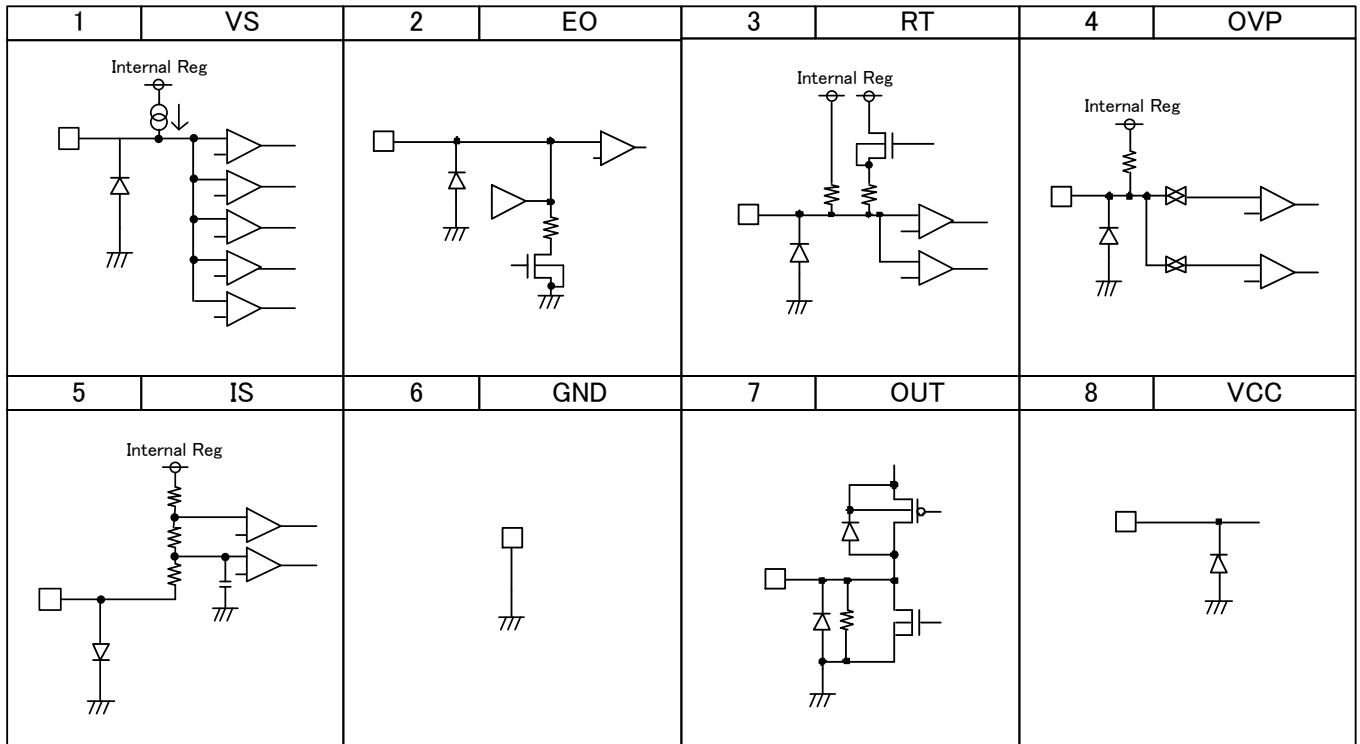 1 VS 2 EO 3 RT 4 OVP
Internal Reg
Internal Reg
Internal Reg
5 IS 6 GND 7 OUT 8 VCC
Internal Reg